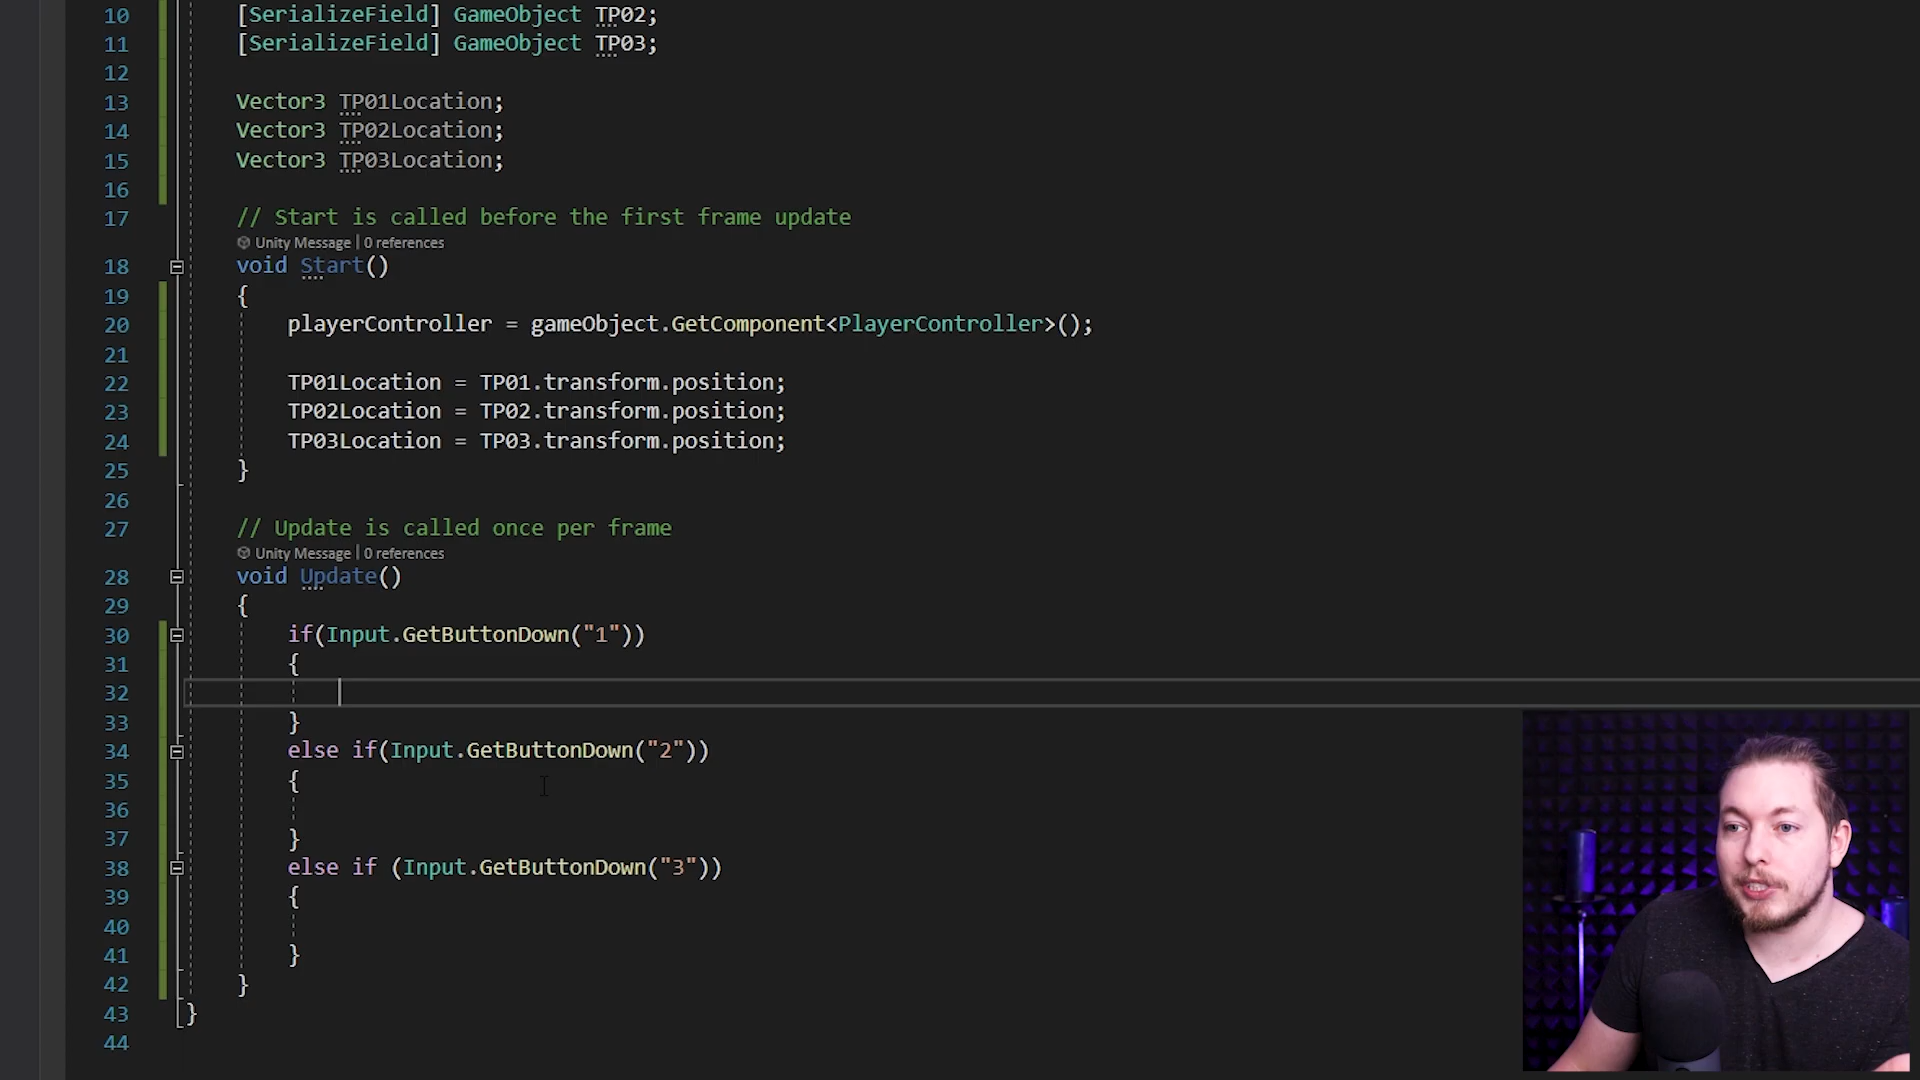 10 [SerializeField] GameObject TP02;
11 [SerializeField] GameObject TP03;
12
13 Vector3 TP01Location;
14 Vector3 TP02Location;
15 Vector3 TP03Location;
16
17 // Start is called before the first frame update
Unity Message | 0 references
18 void Start()
19 {
20 playerController = gameObject.GetComponent<PlayerController>();
21
22 TP01Location = TP01.transform.position;
23 TP02Location = TP02.transform.position;
24 TP03Location = TP03.transform.position;
25 }
26
27 // Update is called once per frame
Unity Message | 0 references
28 void Update()
29 {
30 if(Input.GetButtonDown("1"))
31 {
32
33 }
34 else if(Input.GetButtonDown("2"))
35 {
36
37 }
38 else if (Input.GetButtonDown("3"))
39 {
40
41 }
42 }
43 }
44